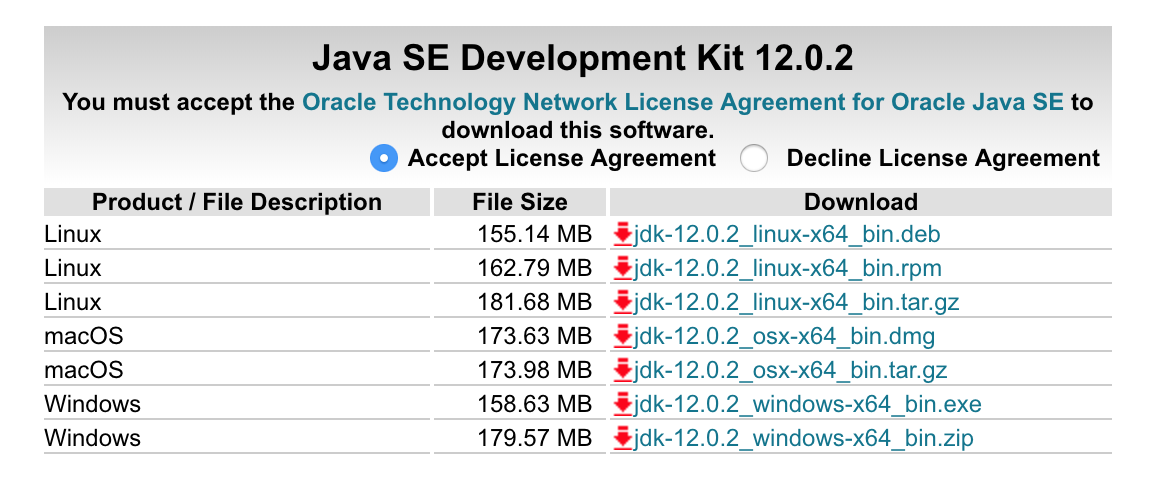 Java SE Development Kit 12.0.2
You must accept the Oracle Technology Network License Agreement for Oracle Java SE to
download this software.
Accept License Agreement Decline License Agreement
Product / File Description File Size Download
Linux 155.14 MB jdk-12.0.2_linux-x64_bin.deb
Linux 162.79 MB jdk-12.0.2_linux-x64_bin.rpm
Linux 181.68 MB jdk-12.0.2_linux-x64_bin.tar.gz
macOS 173.63 MB jdk-12.0.2_osx-x64_bin.dmg
macOS 173.98 MB jdk-12.0.2_osx-x64_bin.tar.gz
Windows 158.63 MB jdk-12.0.2_windows-x64_bin.exe
Windows 179.57 MB jdk-12.0.2_windows-x64_bin.zip